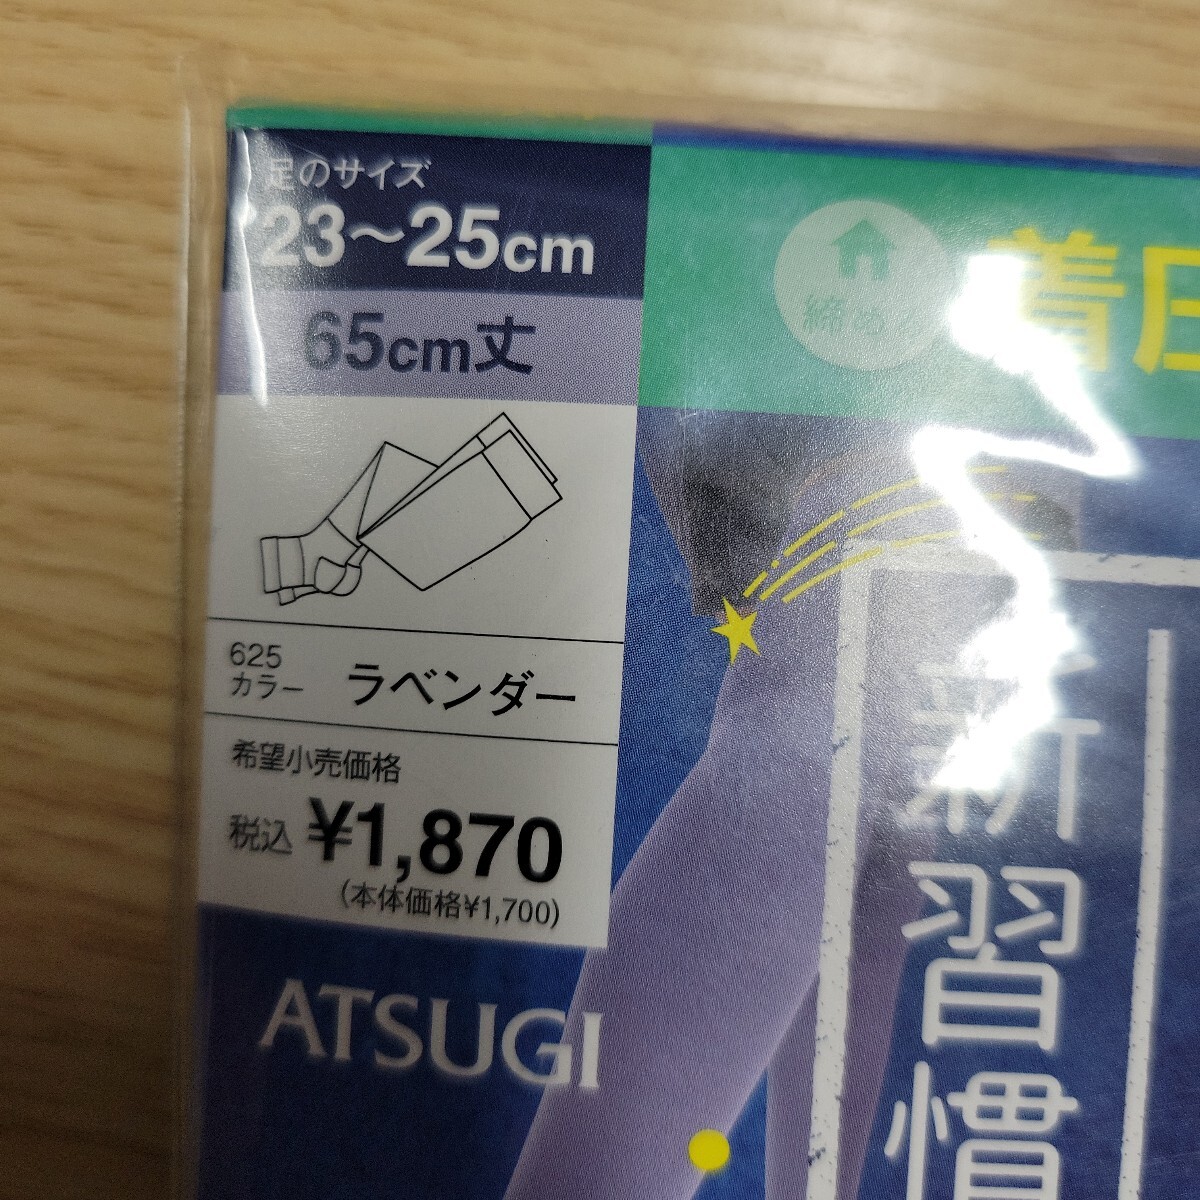 足のサイズ
23〜25cm
65cm丈
625
カラー ラベンダー
希望小売価格
税込 ¥1,870
(本体価格¥1,700)
ATSUGI
締め
着圧
新習慣